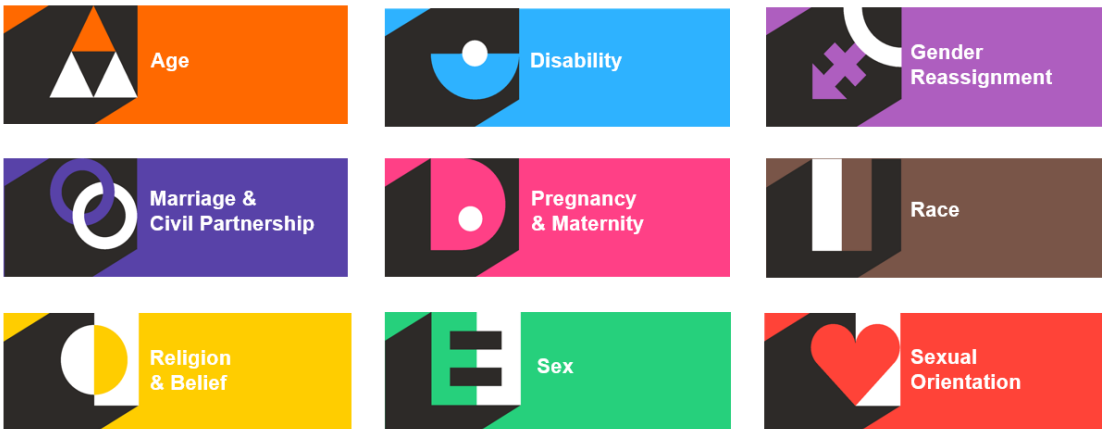 Age
Disability
Gender
Reassignment
Marriage &
Civil Partnership
Pregnancy
& Maternity
Race
Religion
& Belief
Sex
Sexual
Orientation